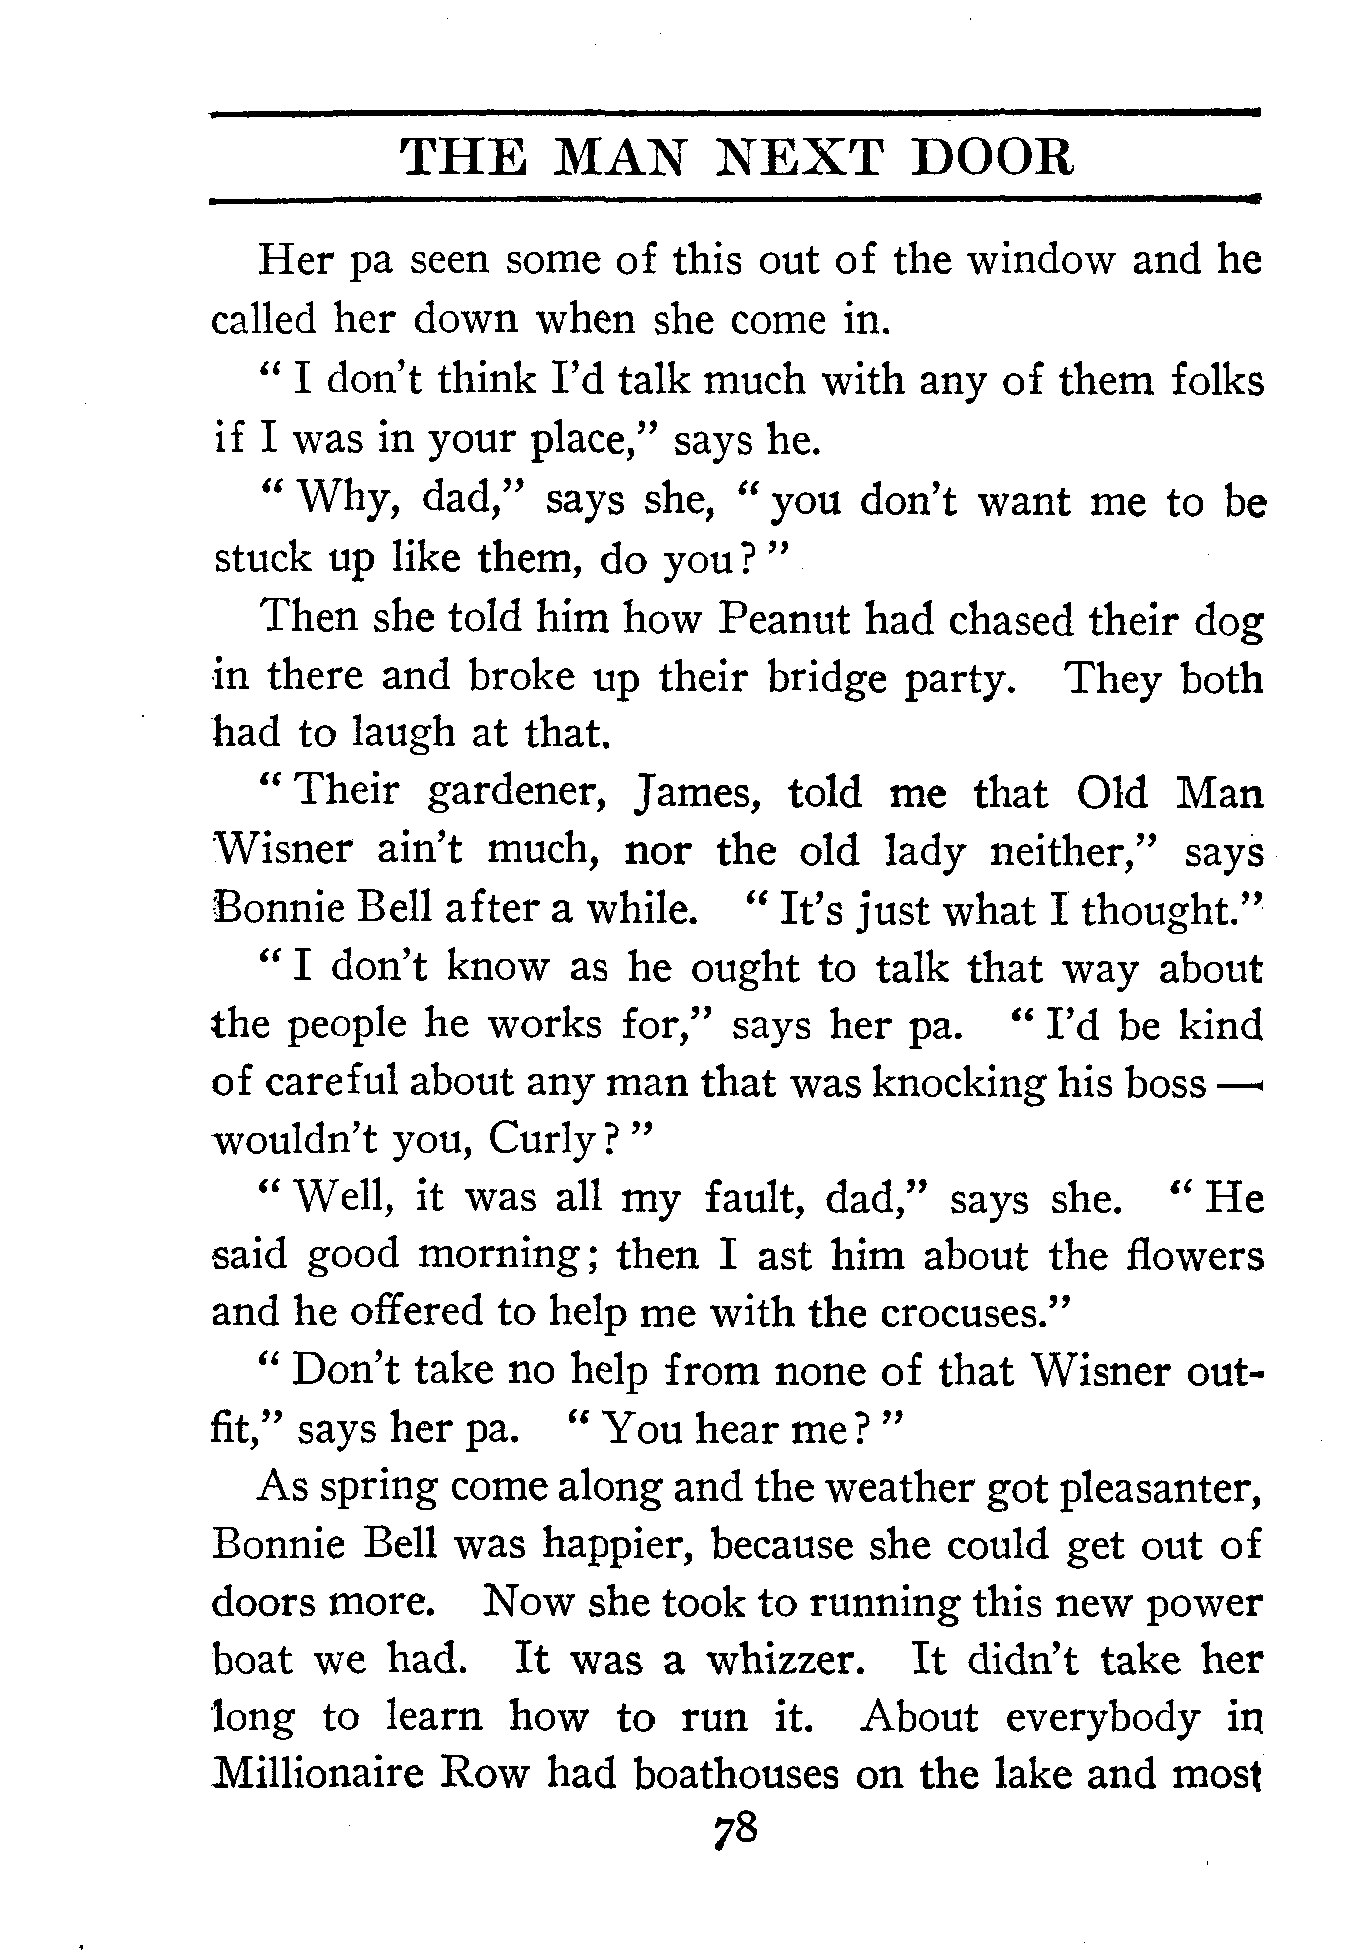 THE MAN NEXT DOOR
Her pa seen some of this out of the window and he
called her down when she come in.
" I don't think I'd talk much with any of them folks
if I was in your place," says he.
" Why, dad," says she, " you don't want me to be
stuck up like them, do you? "
Then she told him how Peanut had chased their dog
in there and broke up their bridge party. They both
had to laugh at that.
" Their gardener, James, told me that Old Man
Wisner ain't much, nor the old lady neither," says
Bonnie Bell after a while. " It's just what I thought."
" I don't know as he ought to talk that way about
the people he works for," says her pa. " I'd be kind
of careful about any man that was knocking his boss —
wouldn't you, Curly? "
" Well, it was all my fault, dad," says she. " He
said good morning; then I ast him about the flowers
and he offered to help me with the crocuses."
" Don't take no help from none of that Wisner out-
fit," says her pa. " You hear me? "
As spring come along and the weather got pleasanter,
Bonnie Bell was happier, because she could get out of
doors more. Now she took to running this new power
boat we had. It was a whizzer. It didn't take her
long to learn how to run it. About everybody in
Millionaire Row had boathouses on the lake and most
78